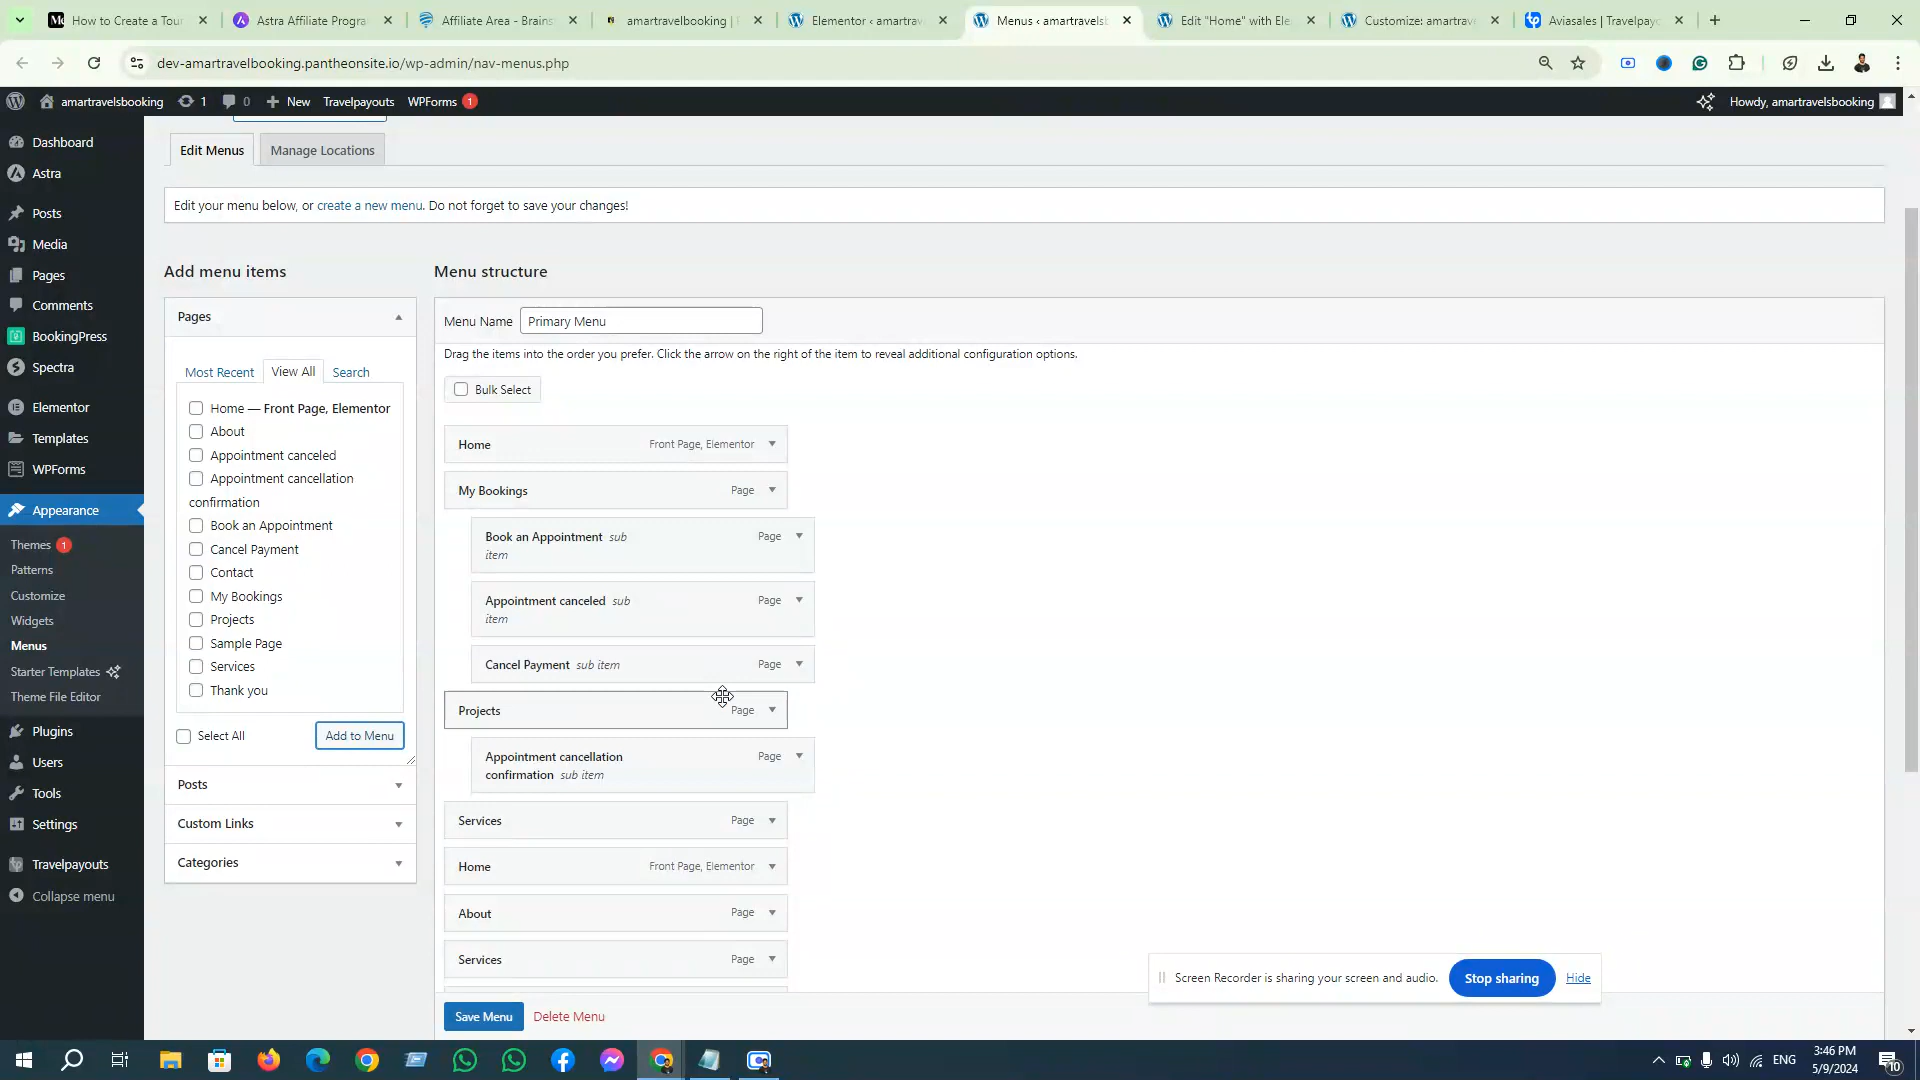 How to Create a Tour
Astra Affiliate Progra
Affiliate Area - Brains
amartravelbooking |
Elementor ‹ amartrav
Menus ‹ amartravelsb
Edit "Home" with Ele
Customize: amartrav
Aviasales | Travelpayo
dev-amartravelbooking.pantheonsite.io/wp-admin/nav-menus.php
amartravelsbooking 1 0 New Travelpayouts WPForms 1
Howdy, amartravelsbooking
Dashboard
Astra
Posts
Media
Pages
Comments
BookingPress
Spectra
Elementor
Templates
WPForms
Appearance
Themes 1
Patterns
Customize
Widgets
Menus
Starter Templates
Theme File Editor
Plugins
Users
Tools
Settings
Travelpayouts
Collapse menu
Edit Menus
Manage Locations
Edit your menu below, or create a new menu. Do not forget to save your changes!
Add menu items
Pages
Most Recent View All Search
Home — Front Page, Elementor
About
Appointment canceled
Appointment cancellation
confirmation
Book an Appointment
Cancel Payment
Contact
My Bookings
Projects
Sample Page
Services
Thank you
Select All
Add to Menu
Posts
Custom Links
Categories
Menu structure
Menu Name Primary Menu
Drag the items into the order you prefer. Click the arrow on the right of the item to reveal additional configuration options.
Bulk Select
Home Front Page, Elementor
My Bookings Page
Book an Appointment sub Page
item
Appointment canceled sub Page
item
Cancel Payment sub item Page
Projects Page
Appointment cancellation Page
confirmation sub item
Services Page
Home Front Page, Elementor
About Page
Services Page
Save Menu Delete Menu
Screen Recorder is sharing your screen and audio. Stop sharing Hide
ENG
3:46 PM
5/9/2024
10